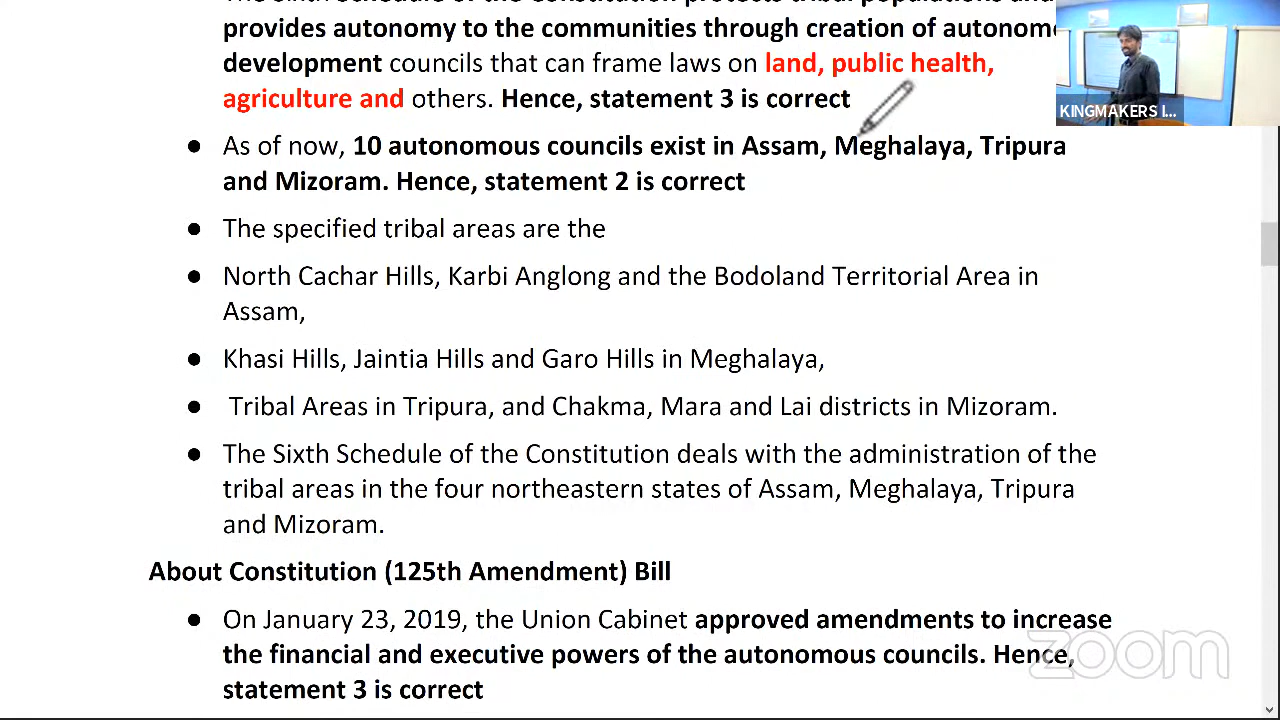 provides autonomy to the communities through creation of autonom
development councils that can frame laws on land, public health,
agriculture and others. Hence, statement 3 is correct
KINGMAKERS I...
● As of now, 10 autonomous councils exist in Assam, Meghalaya, Tripura
and Mizoram. Hence, statement 2 is correct
● The specified tribal areas are the
● North Cachar Hills, Karbi Anglong and the Bodoland Territorial Area in
Assam,
● Khasi Hills, Jaintia Hills and Garo Hills in Meghalaya,
● Tribal Areas in Tripura, and Chakma, Mara and Lai districts in Mizoram.
● The Sixth Schedule of the Constitution deals with the administration of the
tribal areas in the four northeastern states of Assam, Meghalaya, Tripura
and Mizoram.
About Constitution (125th Amendment) Bill
● On January 23, 2019, the Union Cabinet approved amendments to increase
the financial and executive powers of the autonomous councils. Hence,
statement 3 is correct
zoom